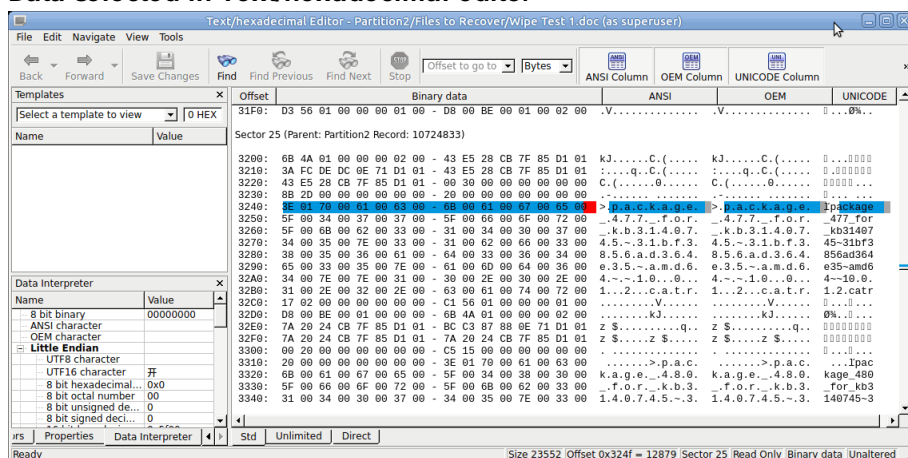 Text/hexadecimal Editor - Partition2/Files to Recover/Wipe Test 1.doc (as superuser)
File Edit Navigate View Tools
Back Forward Save Changes Find Find Previous Find Next Stop Offset to go to Bytes ANSI Column OEM Column UNICODE Column
Templates
Select a template to view 0 HEX
Name Value
Offset Binary data ANSI OEM UNICODE
31F0: D3 56 01 00 00 00 01 00 - D8 00 BE 00 01 00 02 00 .V.............. .V..............
Sector 25 (Parent: Partition2 Record: 10724833)
3200: 6B 4A 01 00 00 00 02 00 - 43 E5 28 CB 7F 85 D1 01 kJ......C.(..... kJ......C.(.....
3210: 3A FC DE DC 0E 71 D1 01 - 43 E5 28 CB 7F 85 D1 01 :....q..C.(..... :....q..C.(.....
3220: 43 E5 28 CB 7F 85 D1 01 - 00 30 00 00 00 00 00 00 C.(......0...... C.(......0......
3230: 8B 2D 00 00 00 00 00 00 - 20 00 00 00 00 00 00 00 .-...... ....... .-...... .......
3240: 3E 01 70 00 61 00 63 00 - 6B 00 61 00 67 00 65 00 >.p.a.c.k.a.g.e. >.p.a.c.k.a.g.e. package
3250: 5F 00 34 00 37 00 37 00 - 5F 00 66 00 6F 00 72 00 _.4.7.7._.f.o.r. _.4.7.7._.f.o.r. _477_for
3260: 5F 00 6B 00 62 00 33 00 - 31 00 34 00 30 00 37 00 _.k.b.3.1.4.0.7. _.k.b.3.1.4.0.7. _kb31407
3270: 34 00 35 00 7E 00 33 00 - 31 00 62 00 66 00 33 00 4.5.~.3.1.b.f.3. 4.5.~.3.1.b.f.3. 45~31bf3
3280: 38 00 35 00 36 00 61 00 - 64 00 33 00 36 00 34 00 8.5.6.a.d.3.6.4. 8.5.6.a.d.3.6.4. 856ad364
3290: 65 00 33 00 35 00 7E 00 - 61 00 6D 00 64 00 36 00 e.3.5.~.a.m.d.6. e.3.5.~.a.m.d.6. e35~amd6
32A0: 34 00 7E 00 7E 00 31 00 - 30 00 2E 00 30 00 2E 00 4.~.~.1.0...0... 4.~.~.1.0...0... 4~~10.0.
32B0: 31 00 2E 00 32 00 2E 00 - 63 00 61 00 74 00 72 00 1...2...c.a.t.r. 1...2...c.a.t.r. 1.2.catr
32C0: 17 02 00 00 00 00 00 00 - C1 56 01 00 00 00 01 00 .........V...... .........V......
32D0: D8 00 BE 00 01 00 00 00 - 6B 4A 01 00 00 00 02 00 ........kJ...... ........kJ......
32E0: 7A 20 24 CB 7F 85 D1 01 - BC C3 87 88 0E 71 D1 01 z $..........q.. z $..........q..
32F0: 7A 20 24 CB 7F 85 D1 01 - 7A 20 24 CB 7F 85 D1 01 z $.....z $..... z $.....z $.....
3300: 00 20 00 00 00 00 00 00 - C5 15 00 00 00 00 00 00 . .............. . ..............
3310: 20 00 00 00 00 00 00 00 - 3E 01 70 00 61 00 63 00 .......>.p.a.c. .......>.p.a.c. pac
3320: 6B 00 61 00 67 00 65 00 - 5F 00 34 00 38 00 30 00 k.a.g.e._.4.8.0. k.a.g.e._.4.8.0. kage_480
3330: 5F 00 66 00 6F 00 72 00 - 5F 00 6B 00 62 00 33 00 _.f.o.r._.k.b.3. _.f.o.r._.k.b.3. _for_kb3
3340: 31 00 34 00 30 00 37 00 - 34 00 35 00 7E 00 33 00 1.4.0.7.4.5.~.3. 1.4.0.7.4.5.~.3. 140745~3
Data Interpreter
Name Value
8 bit binary 00000000
ANSI character
OEM character
Little Endian
UTF8 character
UTF16 character 开
8 bit hexadecimal... 0x0
8 bit octal number 00
8 bit unsigned de... 0
8 bit signed deci... 0
Properties Data Interpreter Std Unlimited Direct
Ready Size 23552 Offset 0x324f = 12879 Sector 25 Read Only Binary data Unaltered